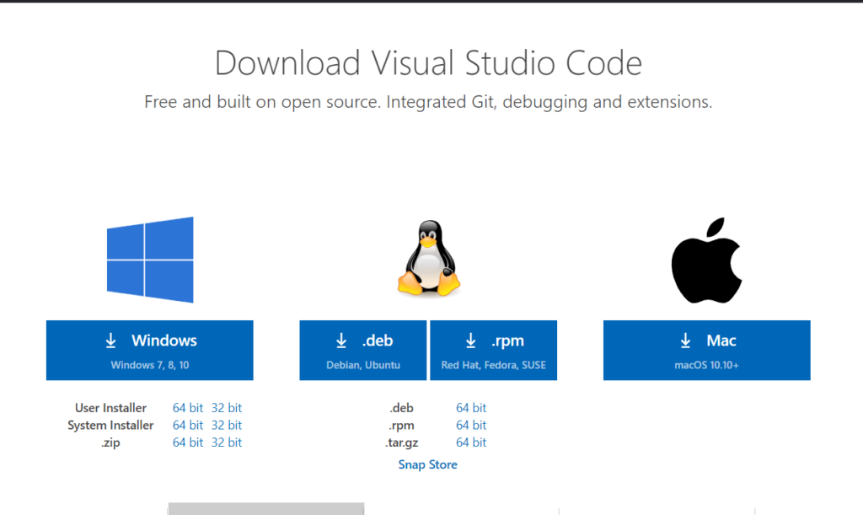 Download Visual Studio Code
Free and built on open source. Integrated Git, debugging and extensions.
Windows
Windows 7, 8, 10
User Installer 64 bit 32 bit
System Installer 64 bit 32 bit
.zip 64 bit 32 bit
.deb
Debian, Ubuntu
.rpm
Red Hat, Fedora, SUSE
.deb 64 bit
.rpm 64 bit
.tar.gz 64 bit
Snap Store
Mac
macOS 10.10+